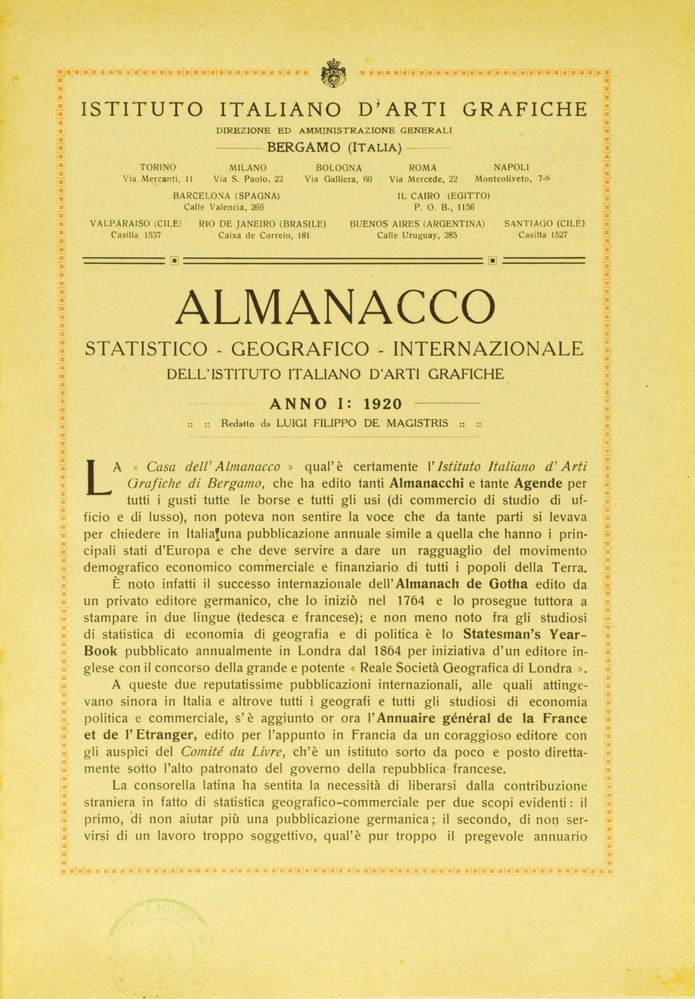 ISTITUTO ITALIANO D'ARTI GRAFICHE
DIREZIONE ED AMMINISTRAZIONE GENERALI
BERGAMO (ITALIA)
TORINO MILANO BOLOGNA ROMA NAPOLI
Via Mercanti, 11 Via S. Paolo, 22 Via Galliera, 60 Via Mercede, 22 Monteoliveto, 7-8
BARCELONA (SPAGNA) IL CAIRO (EGITTO)
Calle Valencia, 266 P. O. B., 1156
VALPARAISO (CILE) RIO DE JANEIRO (BRASILE) BUENOS AIRES (ARGENTINA) SANTIAGO (CILE)
Casilla 1537 Caixa de Correio, 181 Calle Uruguay, 285 Casilla 1527
ALMANACCO
STATISTICO - GEOGRAFICO - INTERNAZIONALE
DELL'ISTITUTO ITALIANO D'ARTI GRAFICHE
ANNO I: 1920
:: :: Redatto da LUIGI FILIPPO DE MAGISTRIS :: ::
LA « Casa dell'Almanacco » qual'è certamente l'Istituto Italiano d'Arti
Grafiche di Bergamo, che ha edito tanti Almanacchi e tante Agende per
tutti i gusti tutte le borse e tutti gli usi (di commercio di studio di uf-
ficio e di lusso), non poteva non sentire la voce che da tante parti si levava
per chiedere in Italia una pubblicazione annuale simile a quella che hanno i prin-
cipali stati d'Europa e che deve servire a dare un ragguaglio del movimento
demografico economico commerciale e finanziario di tutti i popoli della Terra.
È noto infatti il successo internazionale dell'Almanach de Gotha edito da
un privato editore germanico, che lo iniziò nel 1764 e lo prosegue tuttora a
stampare in due lingue (tedesca e francese); e non meno noto fra gli studiosi
di statistica di economia di geografia e di politica è lo Statesman's Year-
Book pubblicato annualmente in Londra dal 1864 per iniziativa d'un editore in-
glese con il concorso della grande e potente « Reale Società Geografica di Londra ».
A queste due reputatissime pubblicazioni internazionali, alle quali attinge-
vano sinora in Italia e altrove tutti i geografi e tutti gli studiosi di economia
politica e commerciale, s'è aggiunto or ora l'Annuaire général de la France
et de l'Etranger, edito per l'appunto in Francia da un coraggioso editore con
gli auspìci del Comité du Livre, ch'è un istituto sorto da poco e posto diretta-
mente sotto l'alto patronato del governo della repubblica francese.
La consorella latina ha sentita la necessità di liberarsi dalla contribuzione
straniera in fatto di statistica geografico-commerciale per due scopi evidenti: il
primo, di non aiutar più una pubblicazione germanica; il secondo, di non ser-
virsi di un lavoro troppo soggettivo, qual'è pur troppo il pregevole annuario